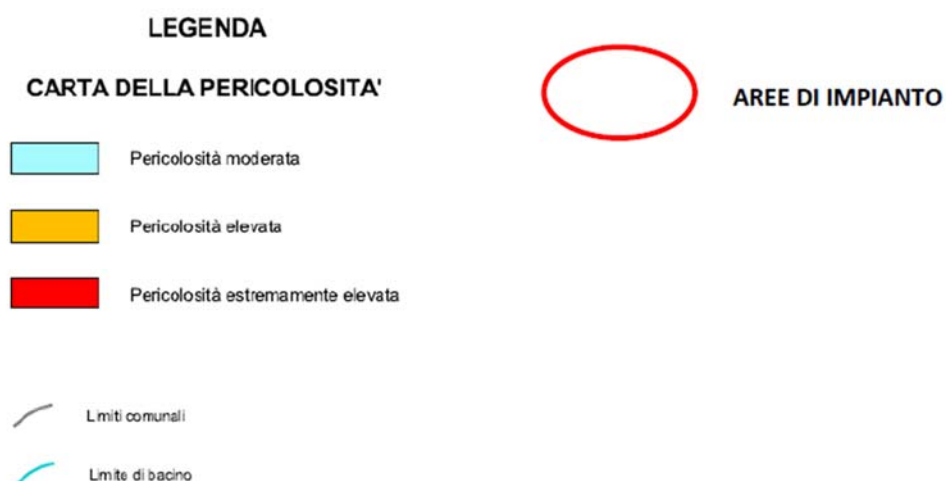 LEGENDA
CARTA DELLA PERICOLOSITA'
AREE DI IMPIANTO
Pericolosità moderata
Pericolosità elevata
Pericolosità estremamente elevata
Limiti comunali
Limite di bacino